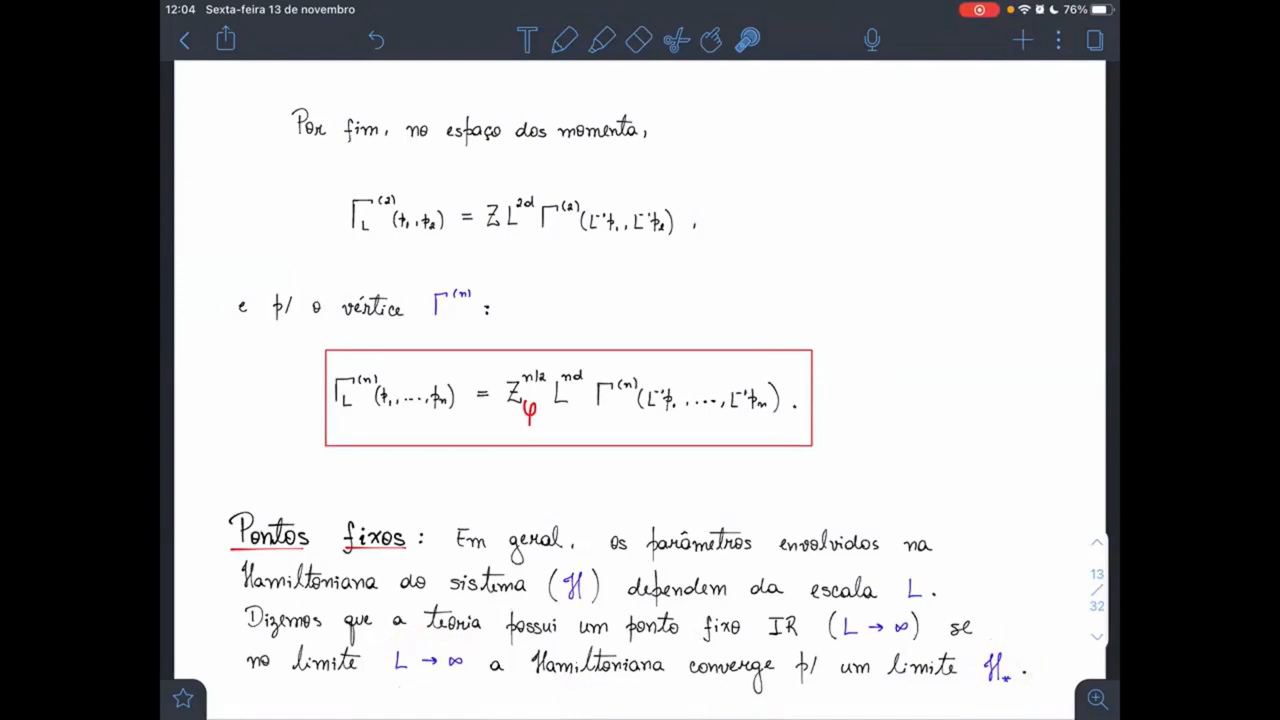 12:04 Sexta-feira 13 de novembro 76%
Por fim, no espaço dos momenta,
Γ_L^(2)(p₁, p₂) = Z L^2d Γ^(2)(L⁻¹p₁, L⁻¹p₂) ,
e p/ o vértice Γ^(n) :
Γ_L^(n)(p₁, ..., pₙ) = Z_φ^n/2 L^nd Γ^(n)(L⁻¹p₁, ..., L⁻¹pₙ) .
Pontos fixos : Em geral, os parâmetros envolvidos na
Hamiltoniana do sistema (H) dependem da escala L.
Dizemos que a teoria possui um ponto fixo IR (L → ∞) se
no limite L → ∞ a Hamiltoniana converge p/ um limite H_*.
13
/
32